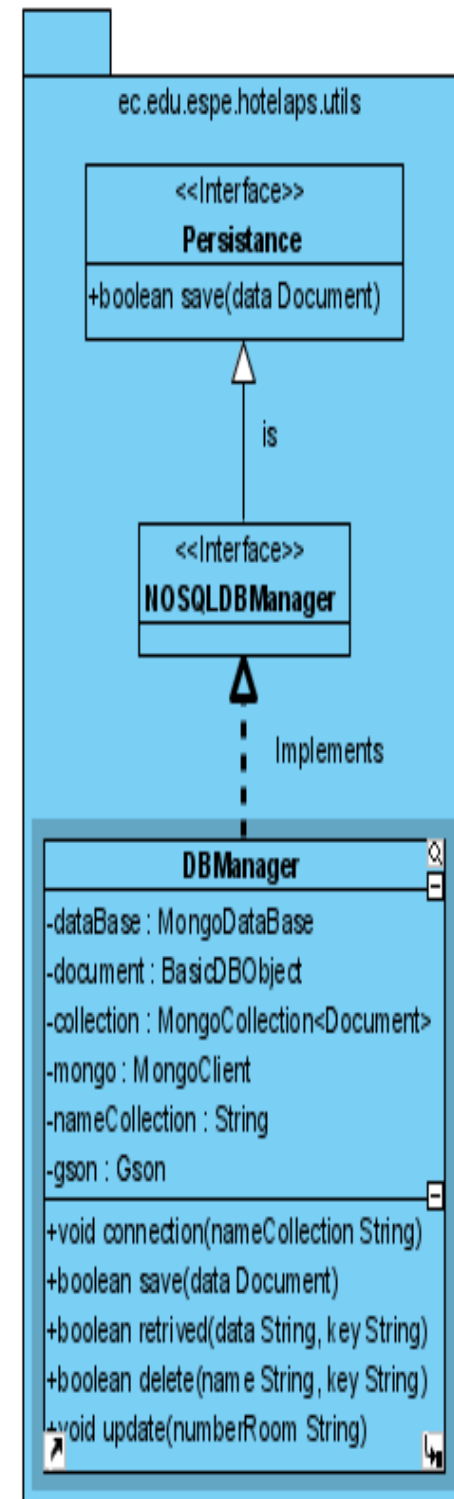 ec.edu.espe.hotelaps.utils
<<Interface>>
Persistance
+boolean save(data Document)
is
<<Interface>>
NOSQLDBManager
Implements
DBManager
-dataBase : MongoDataBase
-document : BasicDBObject
-collection : MongoCollection<Document>
-mongo : MongoClient
-nameCollection : String
-gson : Gson
+void connection(nameCollection String)
+boolean save(data Document)
+boolean retrived(data String, key String)
+boolean delete(name String, key String)
+void update(numberRoom String)